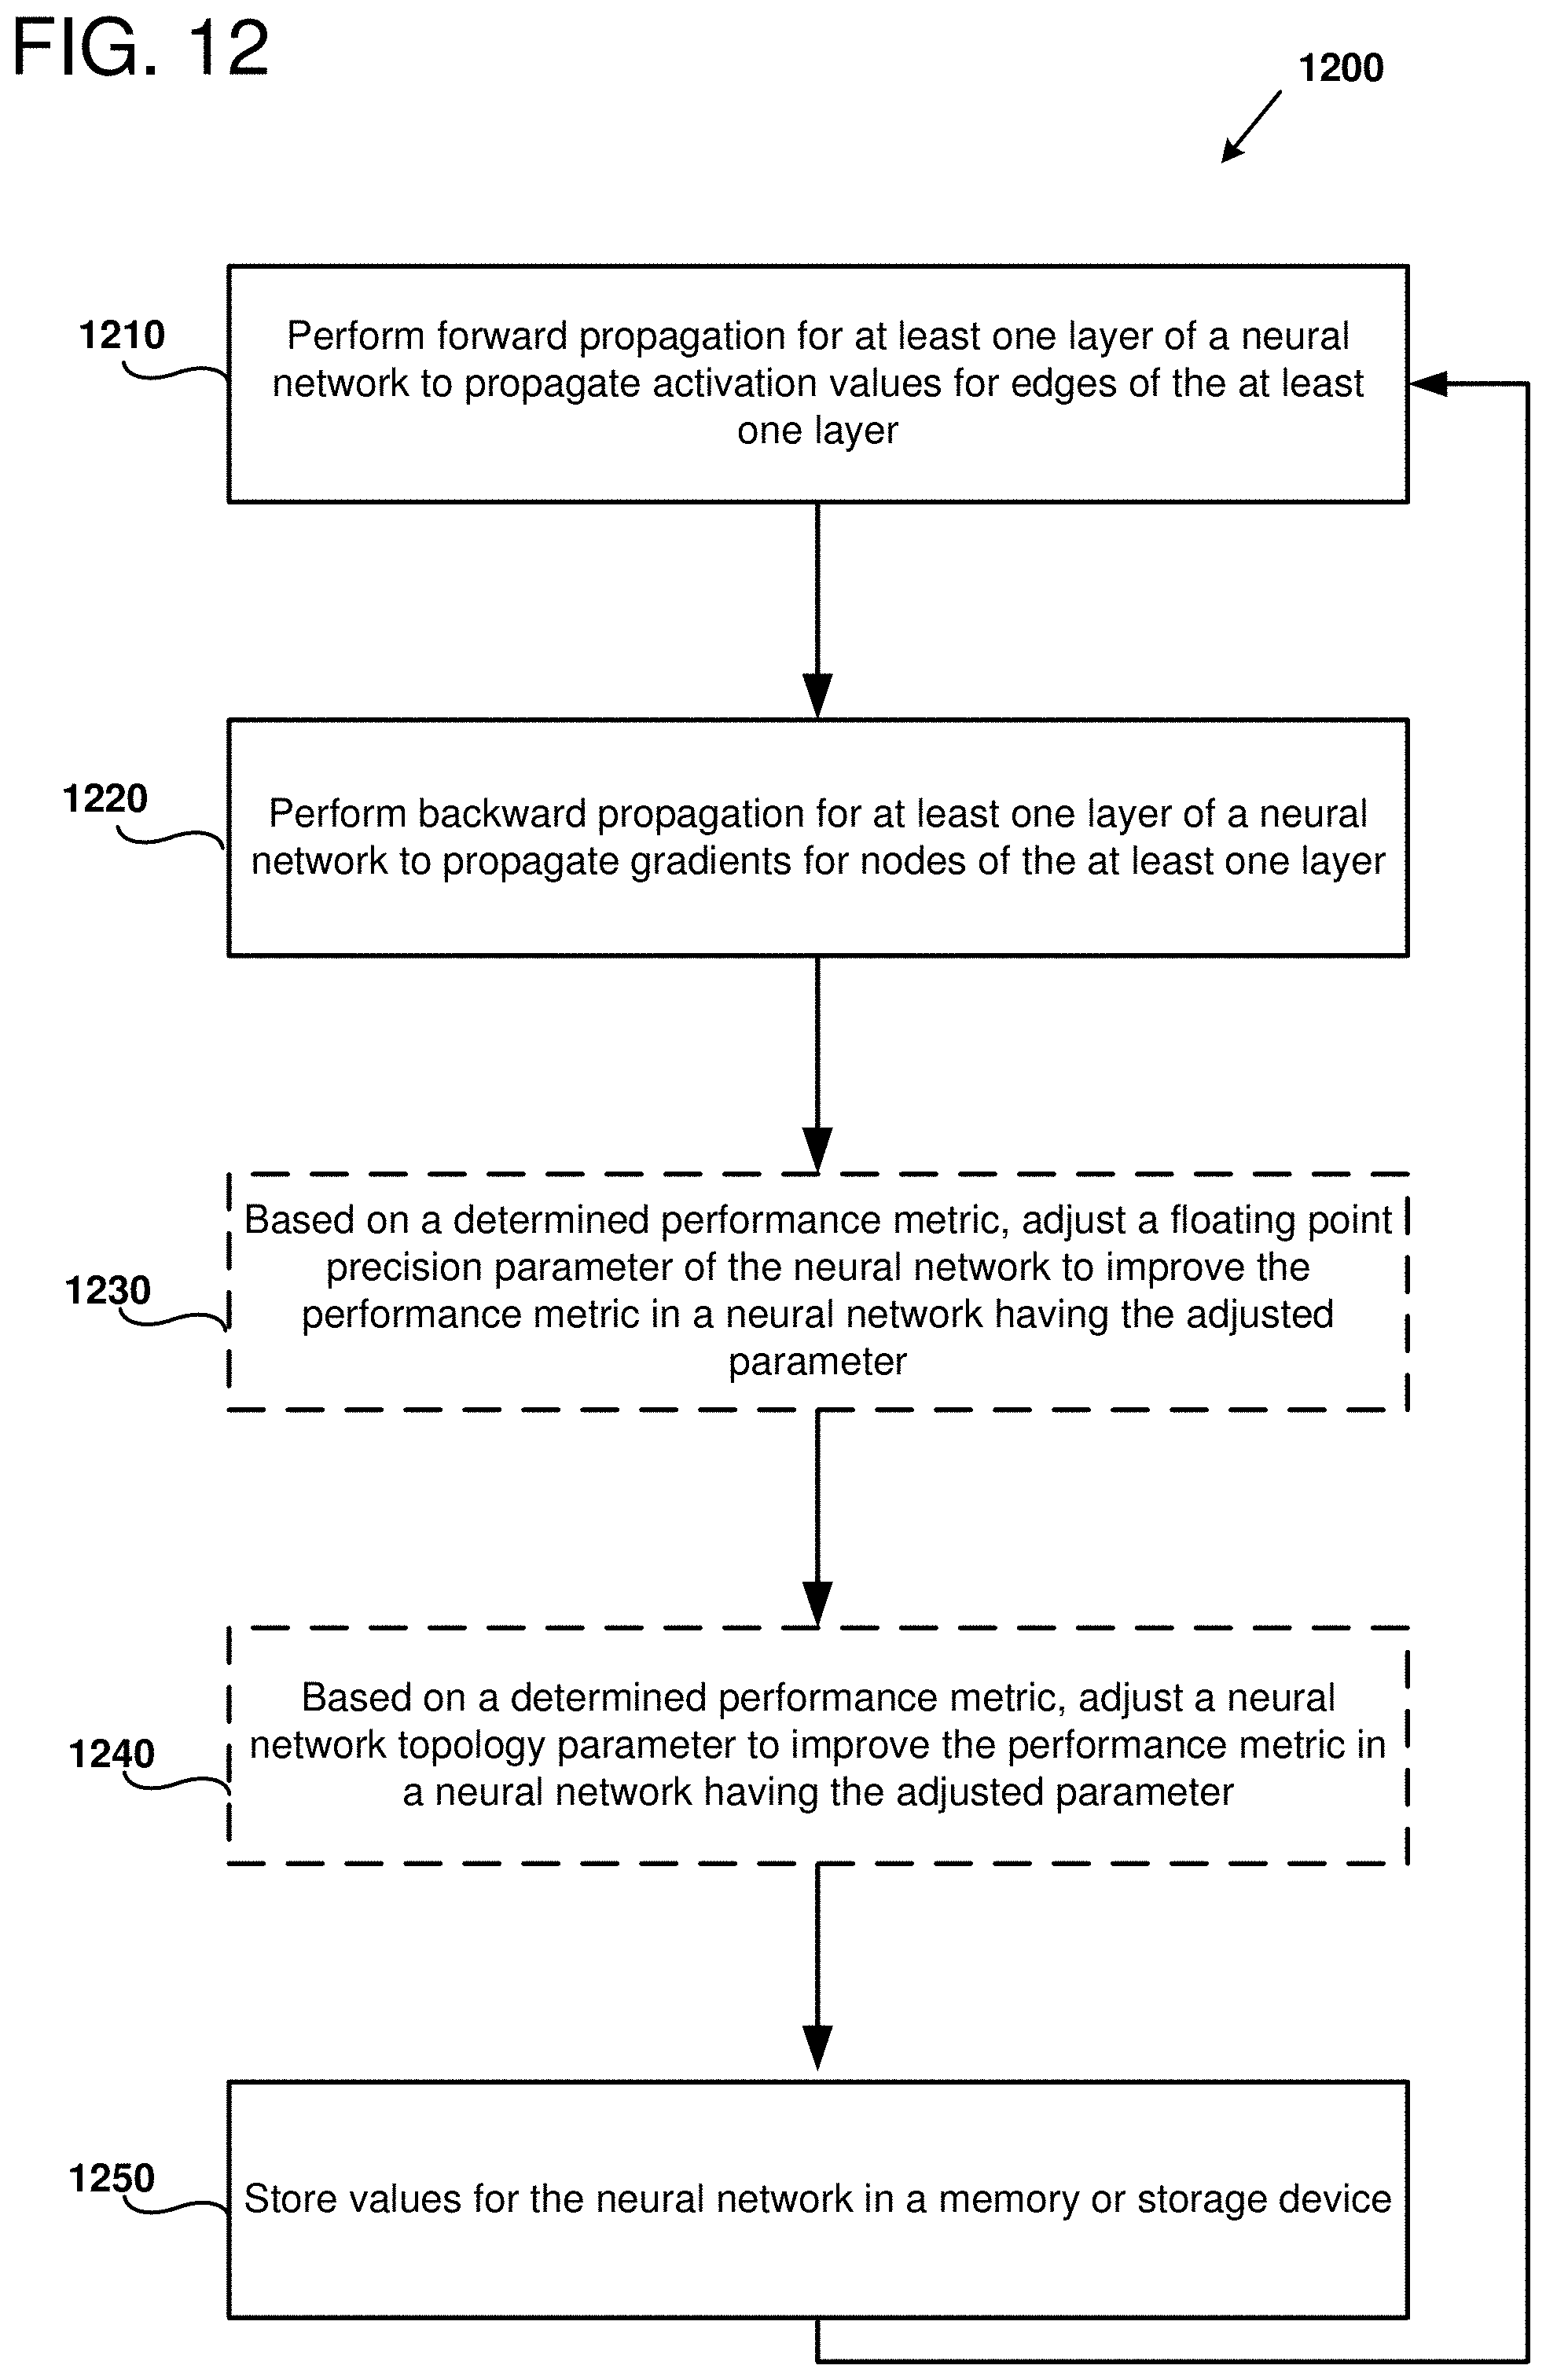 FIG. 12
1200
1210
Perform forward propagation for at least one layer of a neural
network to propagate activation values for edges of the at least
one layer
1220
Perform backward propagation for at least one layer of a neural
network to propagate gradients for nodes of the at least one layer
1230
Based on a determined performance metric, adjust a floating point
precision parameter of the neural network to improve the
performance metric in a neural network having the adjusted
parameter
1240
Based on a determined performance metric, adjust a neural
network topology parameter to improve the performance metric in
a neural network having the adjusted parameter
1250
Store values for the neural network in a memory or storage device